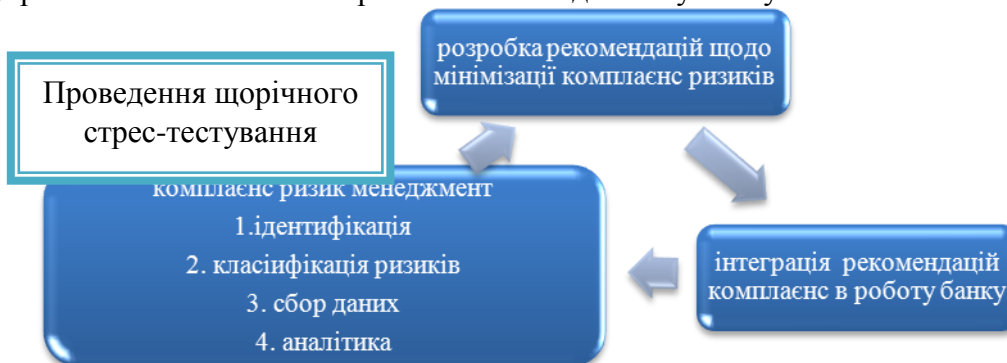 розробка рекомендацій щодо
мінімізації комплаєнс ризиків
Проведення щорічного
стрес-тестування
комплаєнс ризик менеджмент
1.ідентифікація
2. класіифікація ризиків
3. сбор даних
4. аналітика
інтеграція рекомендацій
комплаєнс в роботу банку